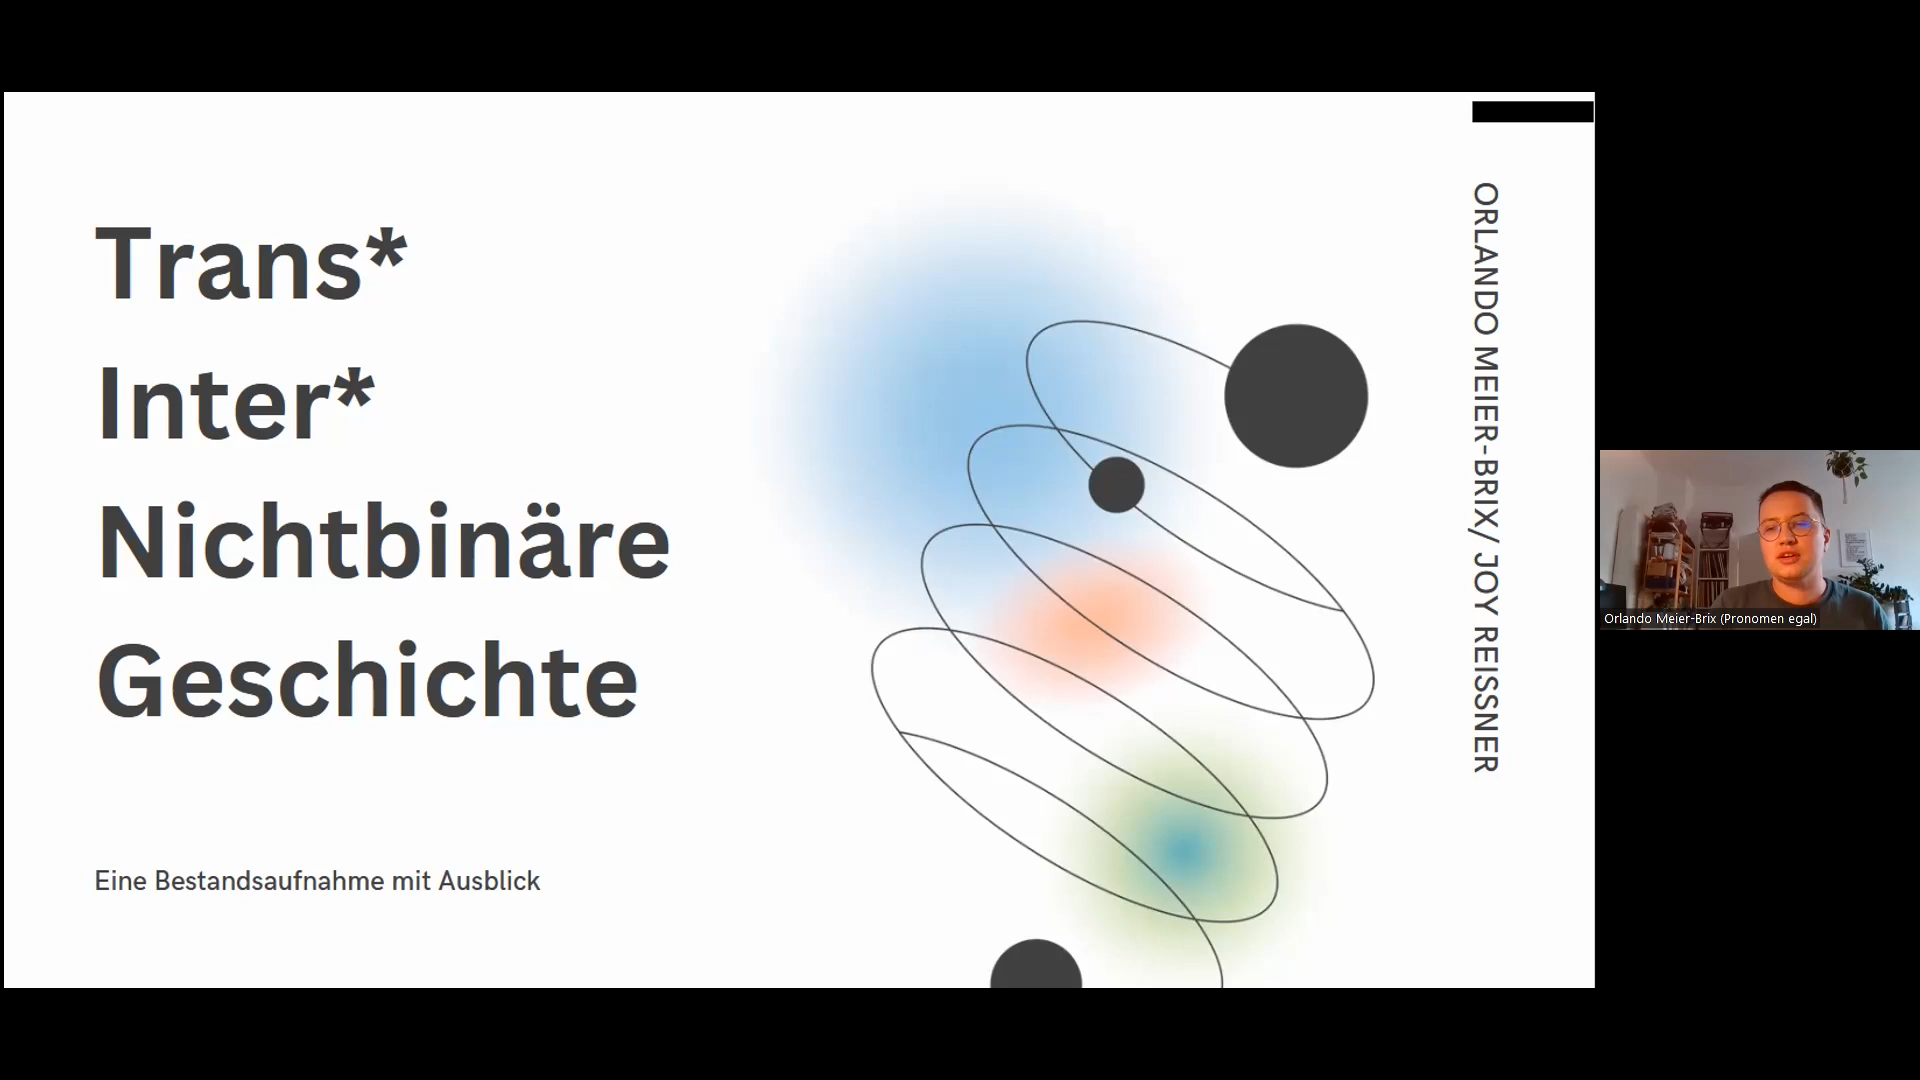 Trans*
Inter*
Nichtbinäre
Geschichte
Eine Bestandsaufnahme mit Ausblick
ORLANDO MEIER-BRIX/ JOY REISSNER
Orlando Meier-Brix (Pronomen egal)